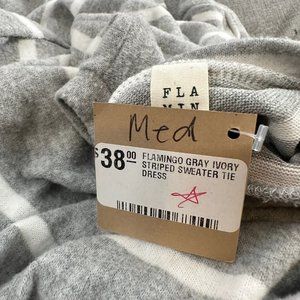 FLA
MIN
Med
$38.00
FLAMINGO GRAY IVORY
STRIPED SWEATER TIE
DRESS